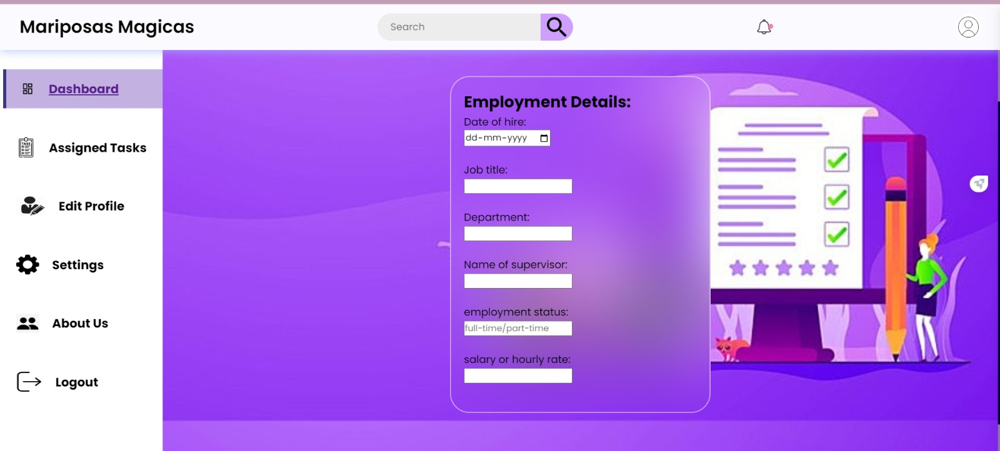 Mariposas Magicas
Search
Dashboard
Assigned Tasks
Edit Profile
Settings
About Us
Logout
Employment Details:
Date of hire:
dd-mm-yyyy
Job title:
Department:
Name of supervisor:
employment status:
full-time/part-time
salary or hourly rate: